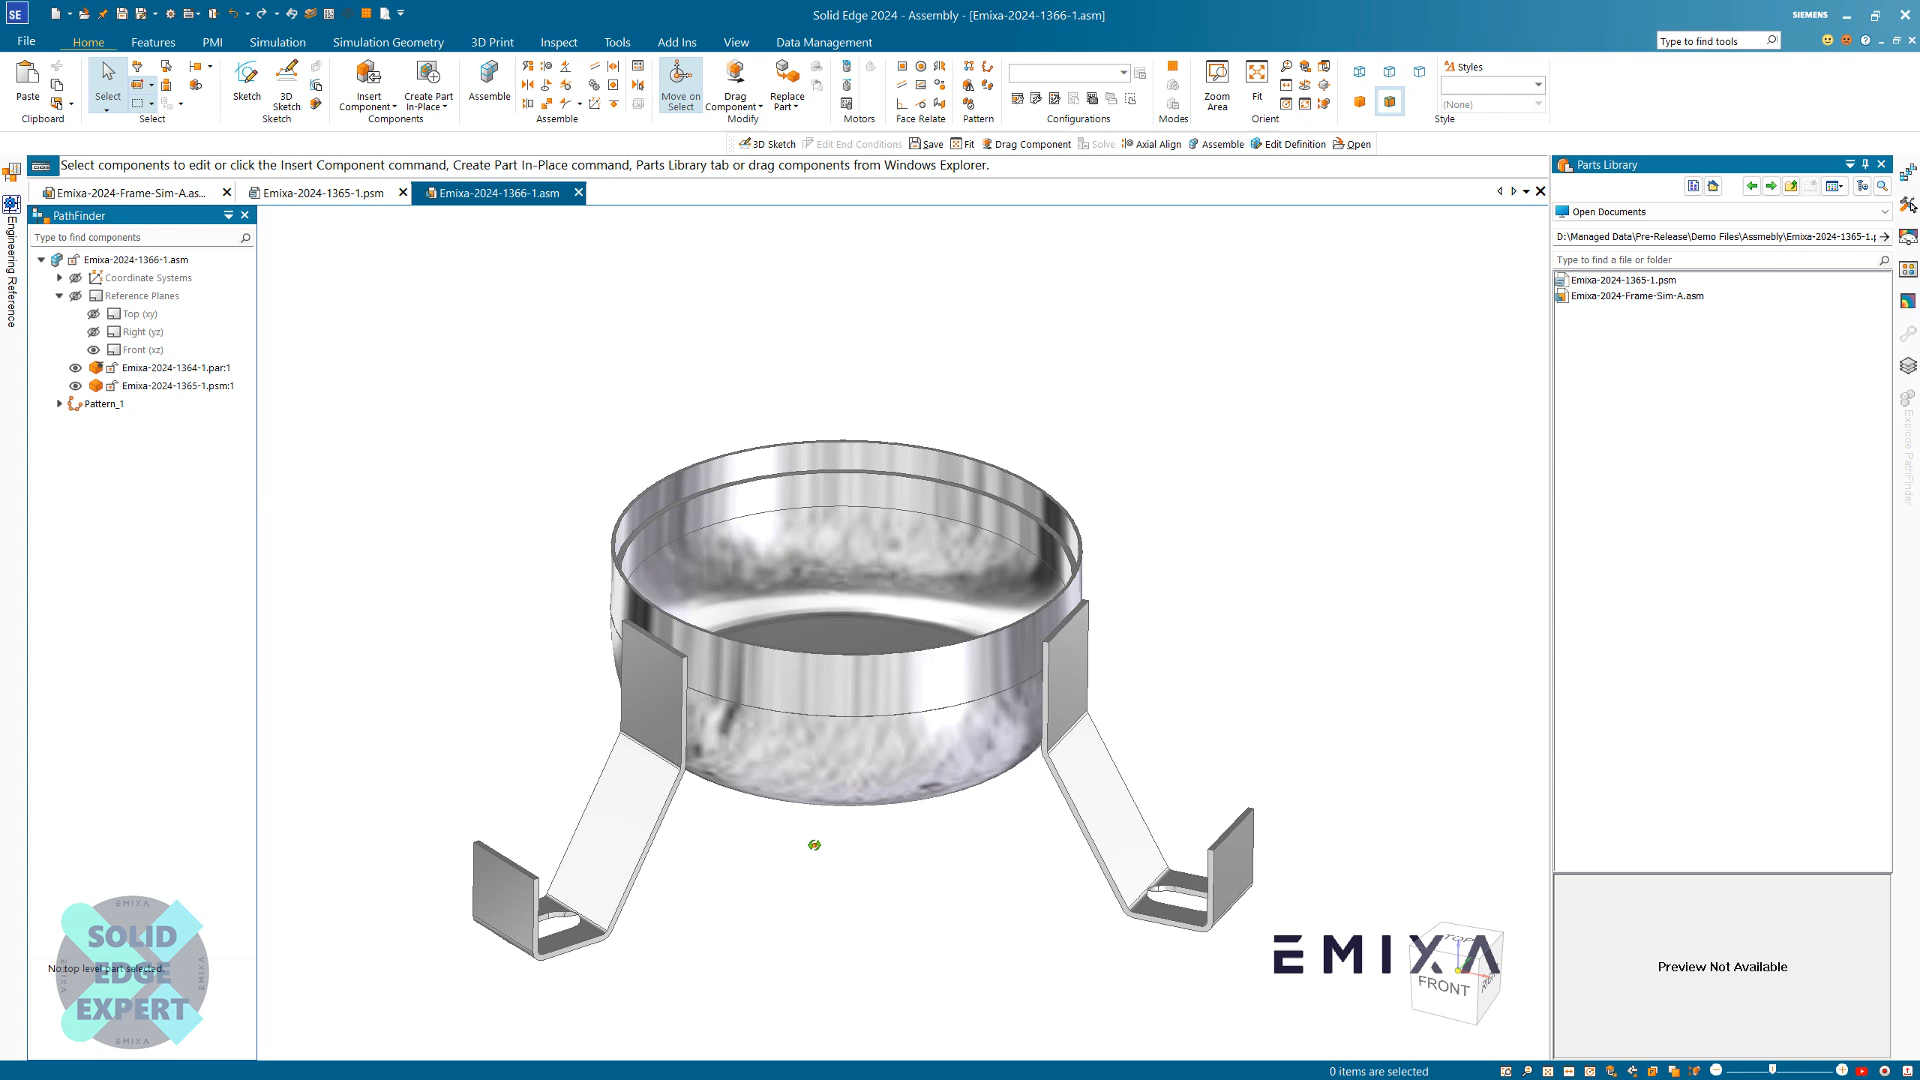 SE
Solid Edge 2024 - Assembly - [Emixa-2024-1366-1.asm]
SIEMENS
File
Home
Features
PMI
Simulation
Simulation Geometry
3D Print
Inspect
Tools
Add Ins
View
Data Management
Type to find tools
Paste
Clipboard
Select
Select
Sketch
3D Sketch
Sketch
Insert Component
Create Part In-Place
Components
Assemble
Assemble
Move on Select
Drag Component
Replace Part
Modify
Motors
Face Relate
Pattern
Configurations
Modes
Zoom Area
Fit
Orient
Styles
(None)
Style
3D Sketch
Edit End Conditions
Save
Fit
Drag Component
Solve
Axial Align
Assemble
Edit Definition
Open
Select components to edit or click the Insert Component command, Create Part In-Place command, Parts Library tab or drag components from Windows Explorer.
Emixa-2024-Frame-Sim-A.as...
Emixa-2024-1365-1.psm
Emixa-2024-1366-1.asm
Engineering Reference
PathFinder
Type to find components
Emixa-2024-1366-1.asm
Coordinate Systems
Reference Planes
Top (xy)
Right (yz)
Front (xz)
Emixa-2024-1364-1.par:1
Emixa-2024-1365-1.psm:1
Pattern_1
Parts Library
Open Documents
D:\Managed Data\Pre-Release\Demo Files\Assmebly\Emixa-2024-1365-1.p
Type to find a file or folder
Emixa-2024-1365-1.psm
Emixa-2024-Frame-Sim-A.asm
Explode PathFinder
Preview Not Available
EMIXA
SOLID
EDGE
EXPERT
EMIXA
EMIXA
EMIXA
No top level part selected.
EMIXA
TOP
FRONT
0 items are selected